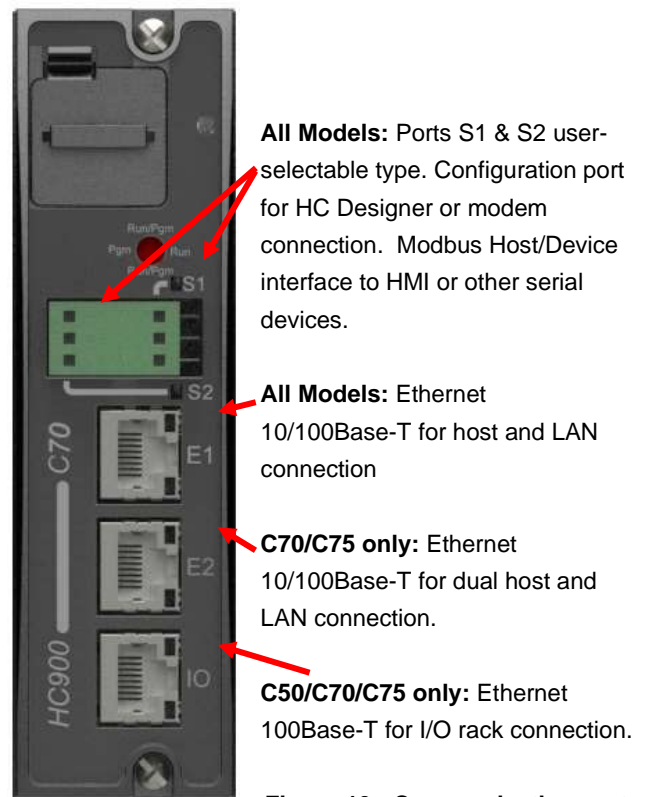 All Models: Ports S1 & S2 user-
selectable type. Configuration port
for HC Designer or modem
connection. Modbus Host/Device
interface to HMI or other serial
devices.
All Models: Ethernet
10/100Base-T for host and LAN
connection
C70/C75 only: Ethernet
10/100Base-T for dual host and
LAN connection.
C50/C70/C75 only: Ethernet
100Base-T for I/O rack connection.
Run/Pgm
Pgm
Run
Run/Pgm
S1
S2
E1
E2
IO
HC900
C70